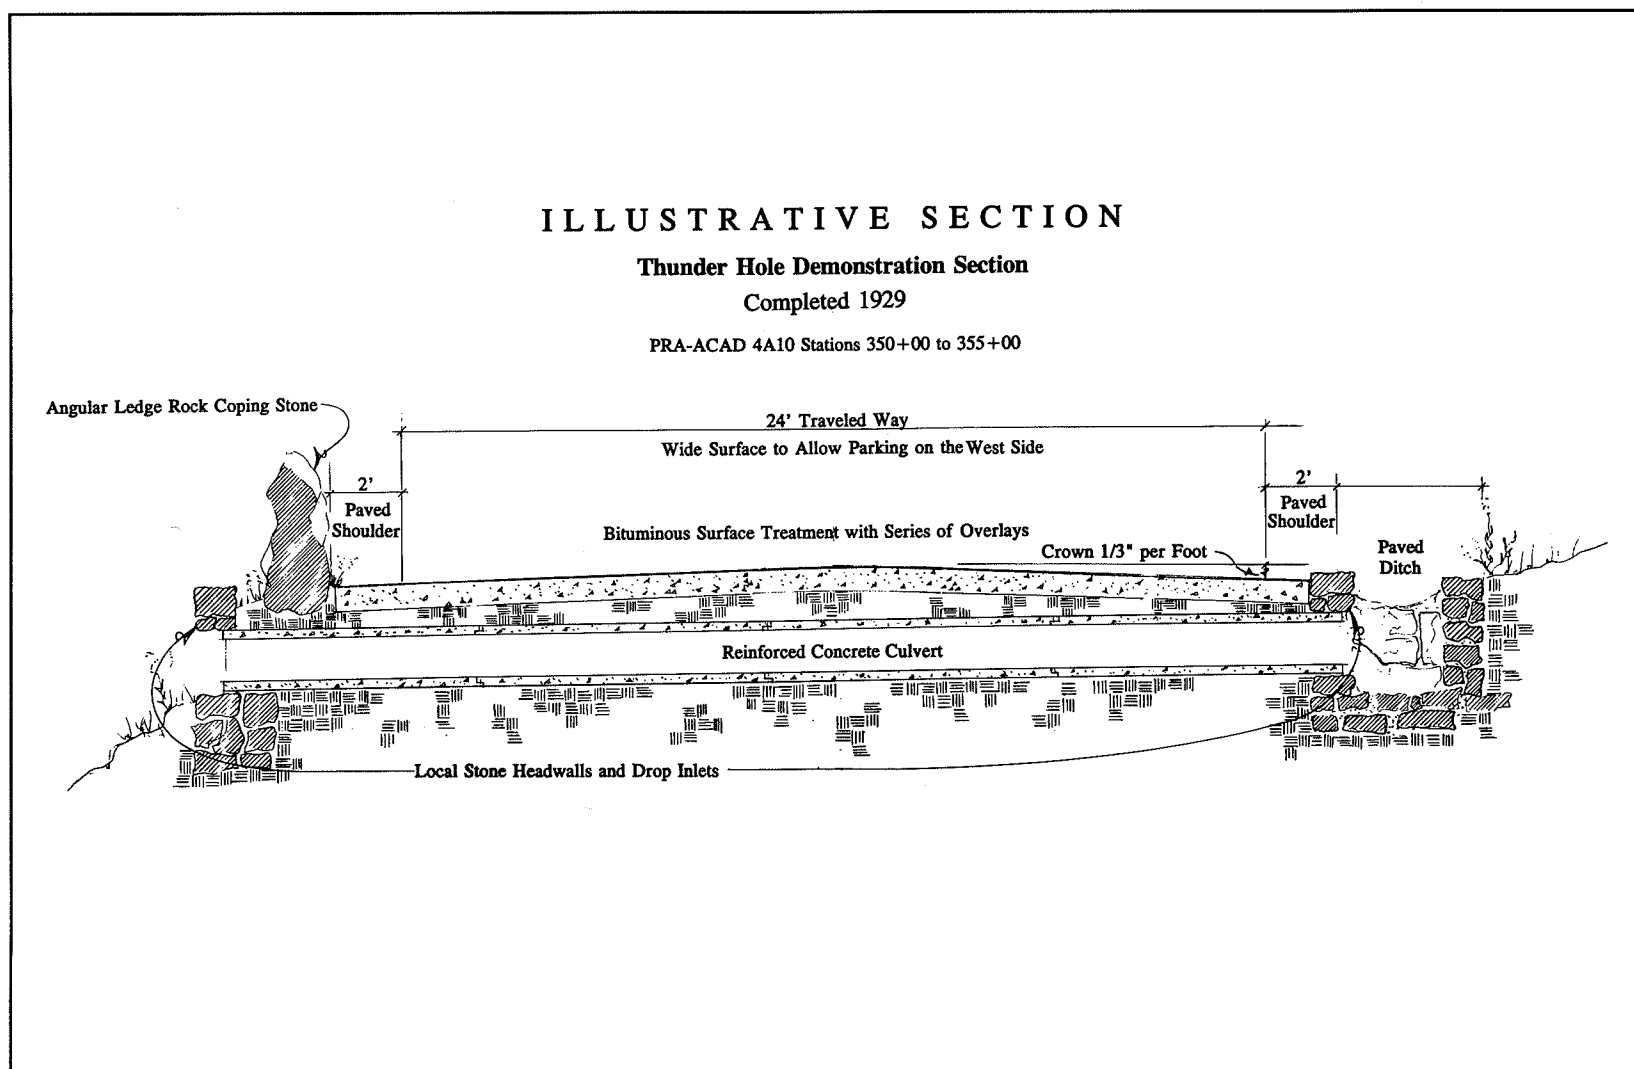 ILLUSTRATIVE SECTION
Thunder Hole Demonstration Section
Completed 1929
PRA-ACAD 4A10 Stations 350+00 to 355+00
Angular Ledge Rock Coping Stone
24' Traveled Way
Wide Surface to Allow Parking on the West Side
2'
Paved
Shoulder
2'
Paved
Shoulder
Bituminous Surface Treatment with Series of Overlays
Crown 1/3" per Foot
Paved
Ditch
Reinforced Concrete Culvert
Local Stone Headwalls and Drop Inlets